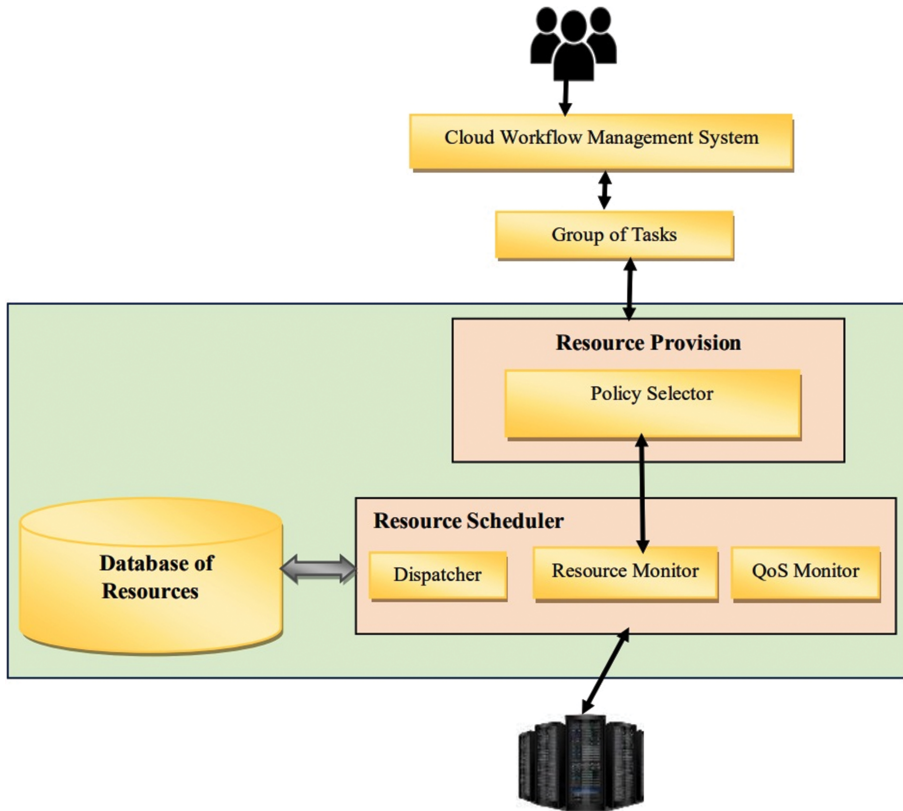 Cloud Workflow Management System
Group of Tasks
Resource Provision
Policy Selector
Resource Scheduler
Database of
Resources
Dispatcher
Resource Monitor
QoS Monitor